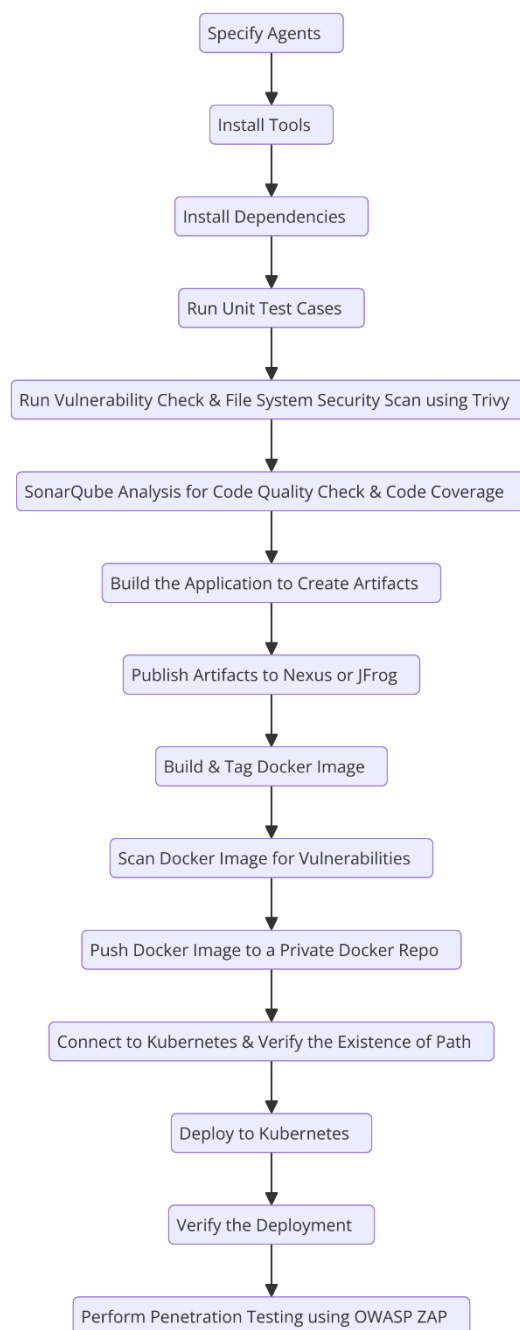 Specify Agents
Install Tools
Install Dependencies
Run Unit Test Cases
Run Vulnerability Check & File System Security Scan using Trivy
SonarQube Analysis for Code Quality Check & Code Coverage
Build the Application to Create Artifacts
Publish Artifacts to Nexus or JFrog
Build & Tag Docker Image
Scan Docker Image for Vulnerabilities
Push Docker Image to a Private Docker Repo
Connect to Kubernetes & Verify the Existence of Path
Deploy to Kubernetes
Verify the Deployment
Perform Penetration Testing using OWASP ZAP